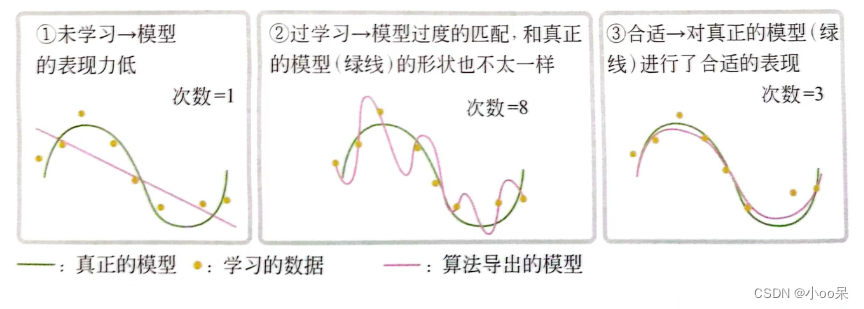 ①未学习→模型
的表现力低
次数=1
②过学习→模型过度的匹配，和真正
的模型（绿线）的形状也不太一样
次数=8
③合适→对真正的模型（绿
线）进行了合适的表现
次数=3
：真正的模型
：学习的数据
：算法导出的模型
CSDN @小oo呆